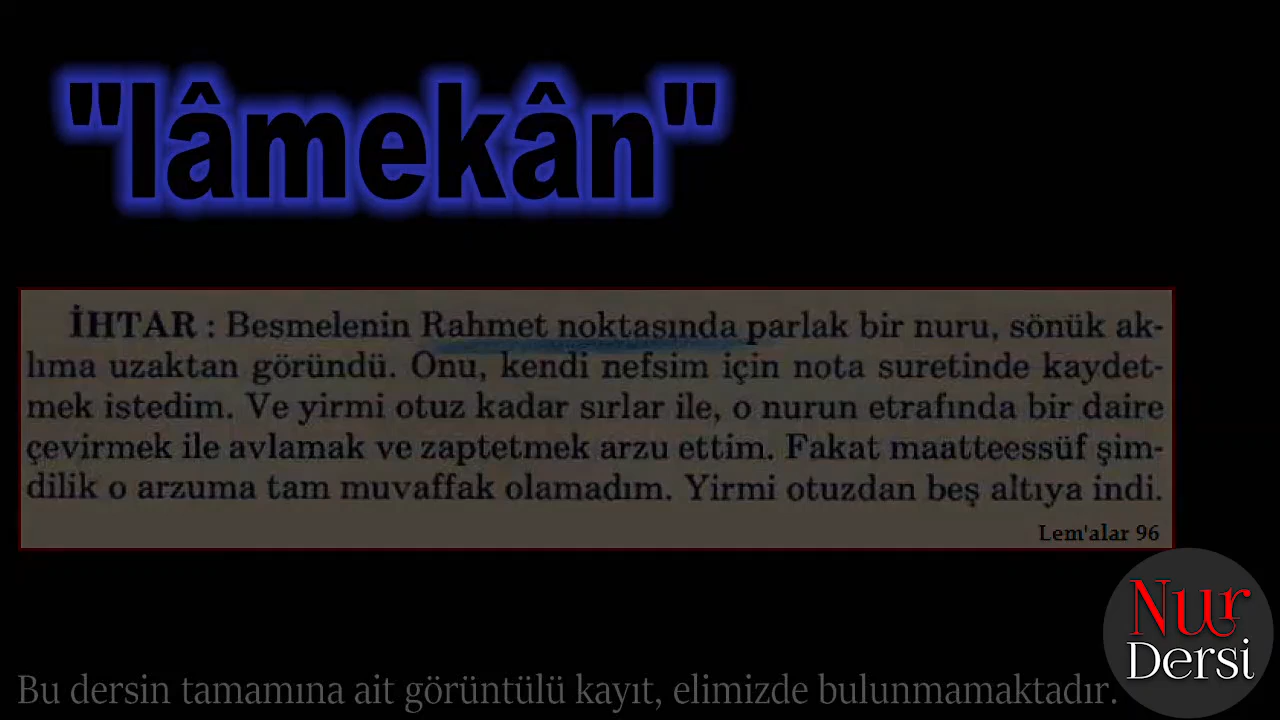 "lâmekân"
İHTAR : Besmelenin Rahmet noktasında parlak bir nuru, sönük ak-
lıma uzaktan göründü. Onu, kendi nefsim için nota suretinde kaydet-
mek istedim. Ve yirmi otuz kadar sırlar ile, o nurun etrafında bir daire
çevirmek ile avlamak ve zaptetmek arzu ettim. Fakat maatteessüf şim-
dilik o arzuma tam muvaffak olamadım. Yirmi otuzdan beş altıya indi.
Lem'alar 96
Nur
Dersi
Bu dersin tamamına ait görüntülü kayıt, elimizde bulunmamaktadır.